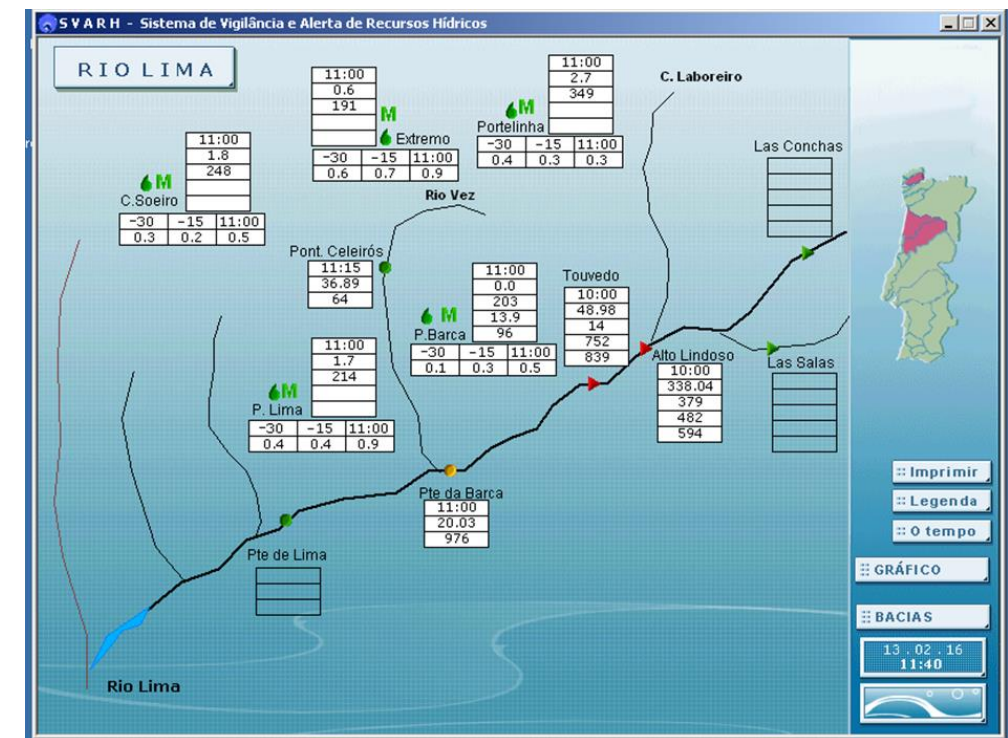 SVARH - Sistema de Vigilância e Alerta de Recursos Hídricos
RIO LIMA
11:00
0.6
191
M
Extremo
-30 -15 11:00
0.6 0.7 0.9
11:00
2.7
349
M
Portelinha
-30 -15 11:00
0.4 0.3 0.3
C. Laboreiro
Las Conchas
11:00
1.8
248
M
C.Soeiro
-30 -15 11:00
0.3 0.2 0.5
Rio Vez
Pont. Celeirós
11:15
36.89
64
11:00
0.0
203
13.9
96
M
P.Barca
-30 -15 11:00
0.1 0.3 0.5
Touvedo
10:00
48.98
14
752
839
Alto Lindoso
10:00
338.04
379
482
594
Las Salas
11:00
1.7
214
M
P. Lima
-30 -15 11:00
0.4 0.4 0.9
Pte da Barca
11:00
20.03
976
Pte de Lima
Rio Lima
Imprimir
Legenda
O tempo
GRÁFICO
BACIAS
13.02.16
11:40